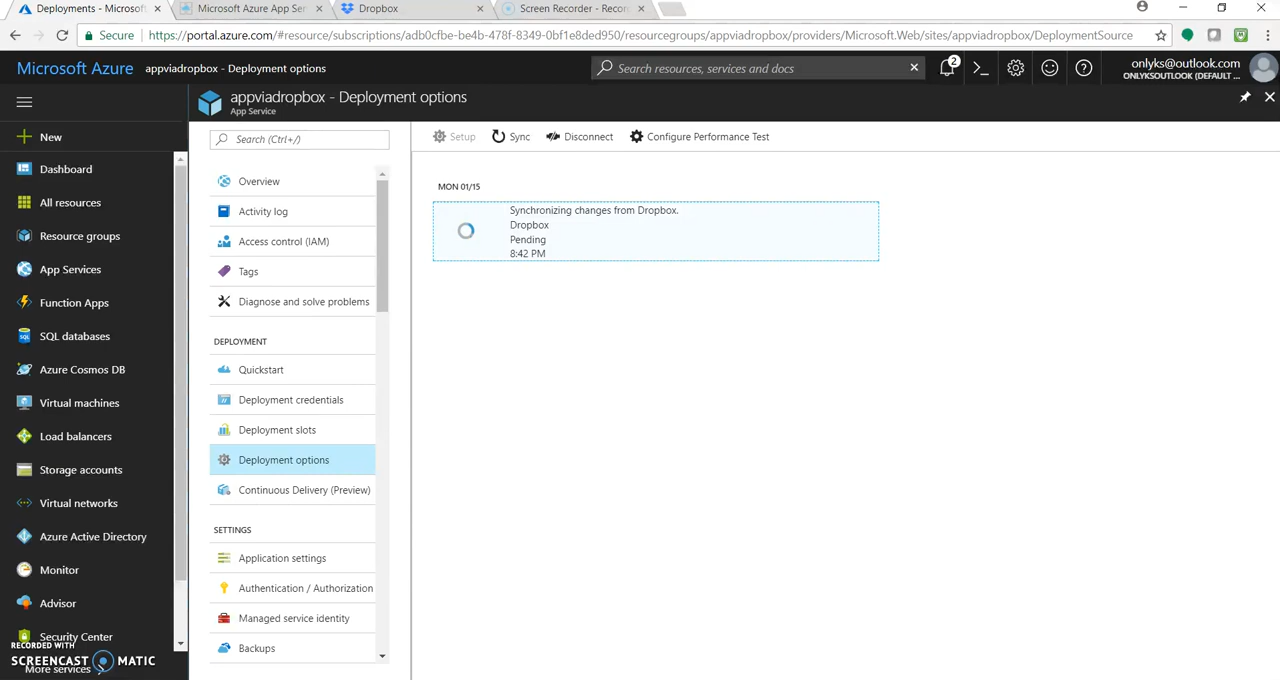 Deployments - Microsof
Microsoft Azure App Ser
Dropbox
Screen Recorder - Recor
Secure
https://portal.azure.com/#resource/subscriptions/adb0cfbe-be4b-478f-8349-0bf1e8ded950/resourcegroups/appviadropbox/providers/Microsoft.Web/sites/appviadropbox/DeploymentSource
Microsoft Azure
appviadropbox - Deployment options
Search resources, services and docs
2
onlyks@outlook.com
ONLYKSOUTLOOK (DEFAULT ...
appviadropbox - Deployment options
App Service
New
Dashboard
All resources
Resource groups
App Services
Function Apps
SQL databases
Azure Cosmos DB
Virtual machines
Load balancers
Storage accounts
Virtual networks
Azure Active Directory
Monitor
Advisor
Security Center
More services
RECORDED WITH
SCREENCAST MATIC
Search (Ctrl+/)
Overview
Activity log
Access control (IAM)
Tags
Diagnose and solve problems
DEPLOYMENT
Quickstart
Deployment credentials
Deployment slots
Deployment options
Continuous Delivery (Preview)
SETTINGS
Application settings
Authentication / Authorization
Managed service identity
Backups
Setup
Sync
Disconnect
Configure Performance Test
MON 01/15
Synchronizing changes from Dropbox.
Dropbox
Pending
8:42 PM